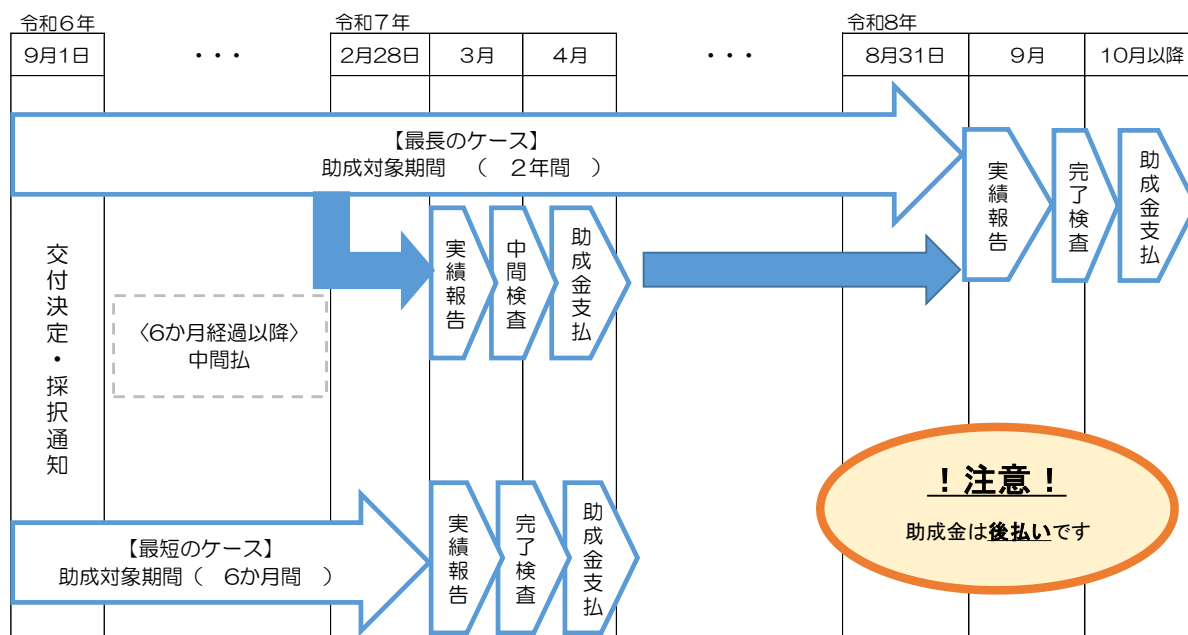 令和６年
令和７年
令和8年
9月1日
・・・
2月28日
3月
4月
・・・
8月31日
9月
10月以降
【最長のケース】
助成対象期間　（　2年間　）
実績報告
完了検査
助成金支払
実績報告
中間検査
助成金支払
交付決定・採択通知
〈6か月経過以降〉
中間払
！注意！
助成金は後払いです
【最短のケース】
助成対象期間（　6か月間　）
実績報告
完了検査
助成金支払